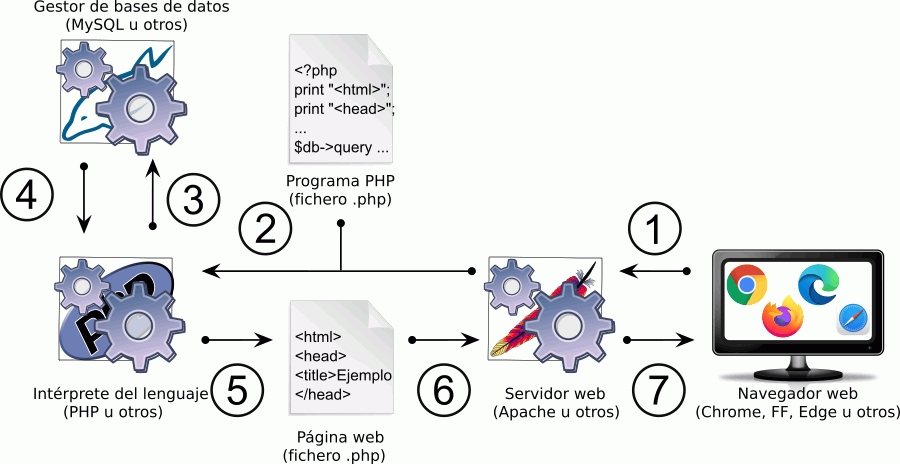 Gestor de bases de datos
(MySQL u otros)
<?php
print "<html>";
print "<head>";
...
$db->query ...
Programa PHP
(fichero .php)
4
3
2
1
PHP
Intérprete del lenguaje
(PHP u otros)
5
<html>
<head>
<title>Ejemplo
</head>
Página web
(fichero .php)
6
Servidor web
(Apache u otros)
7
Navegador web
(Chrome, FF, Edge u otros)